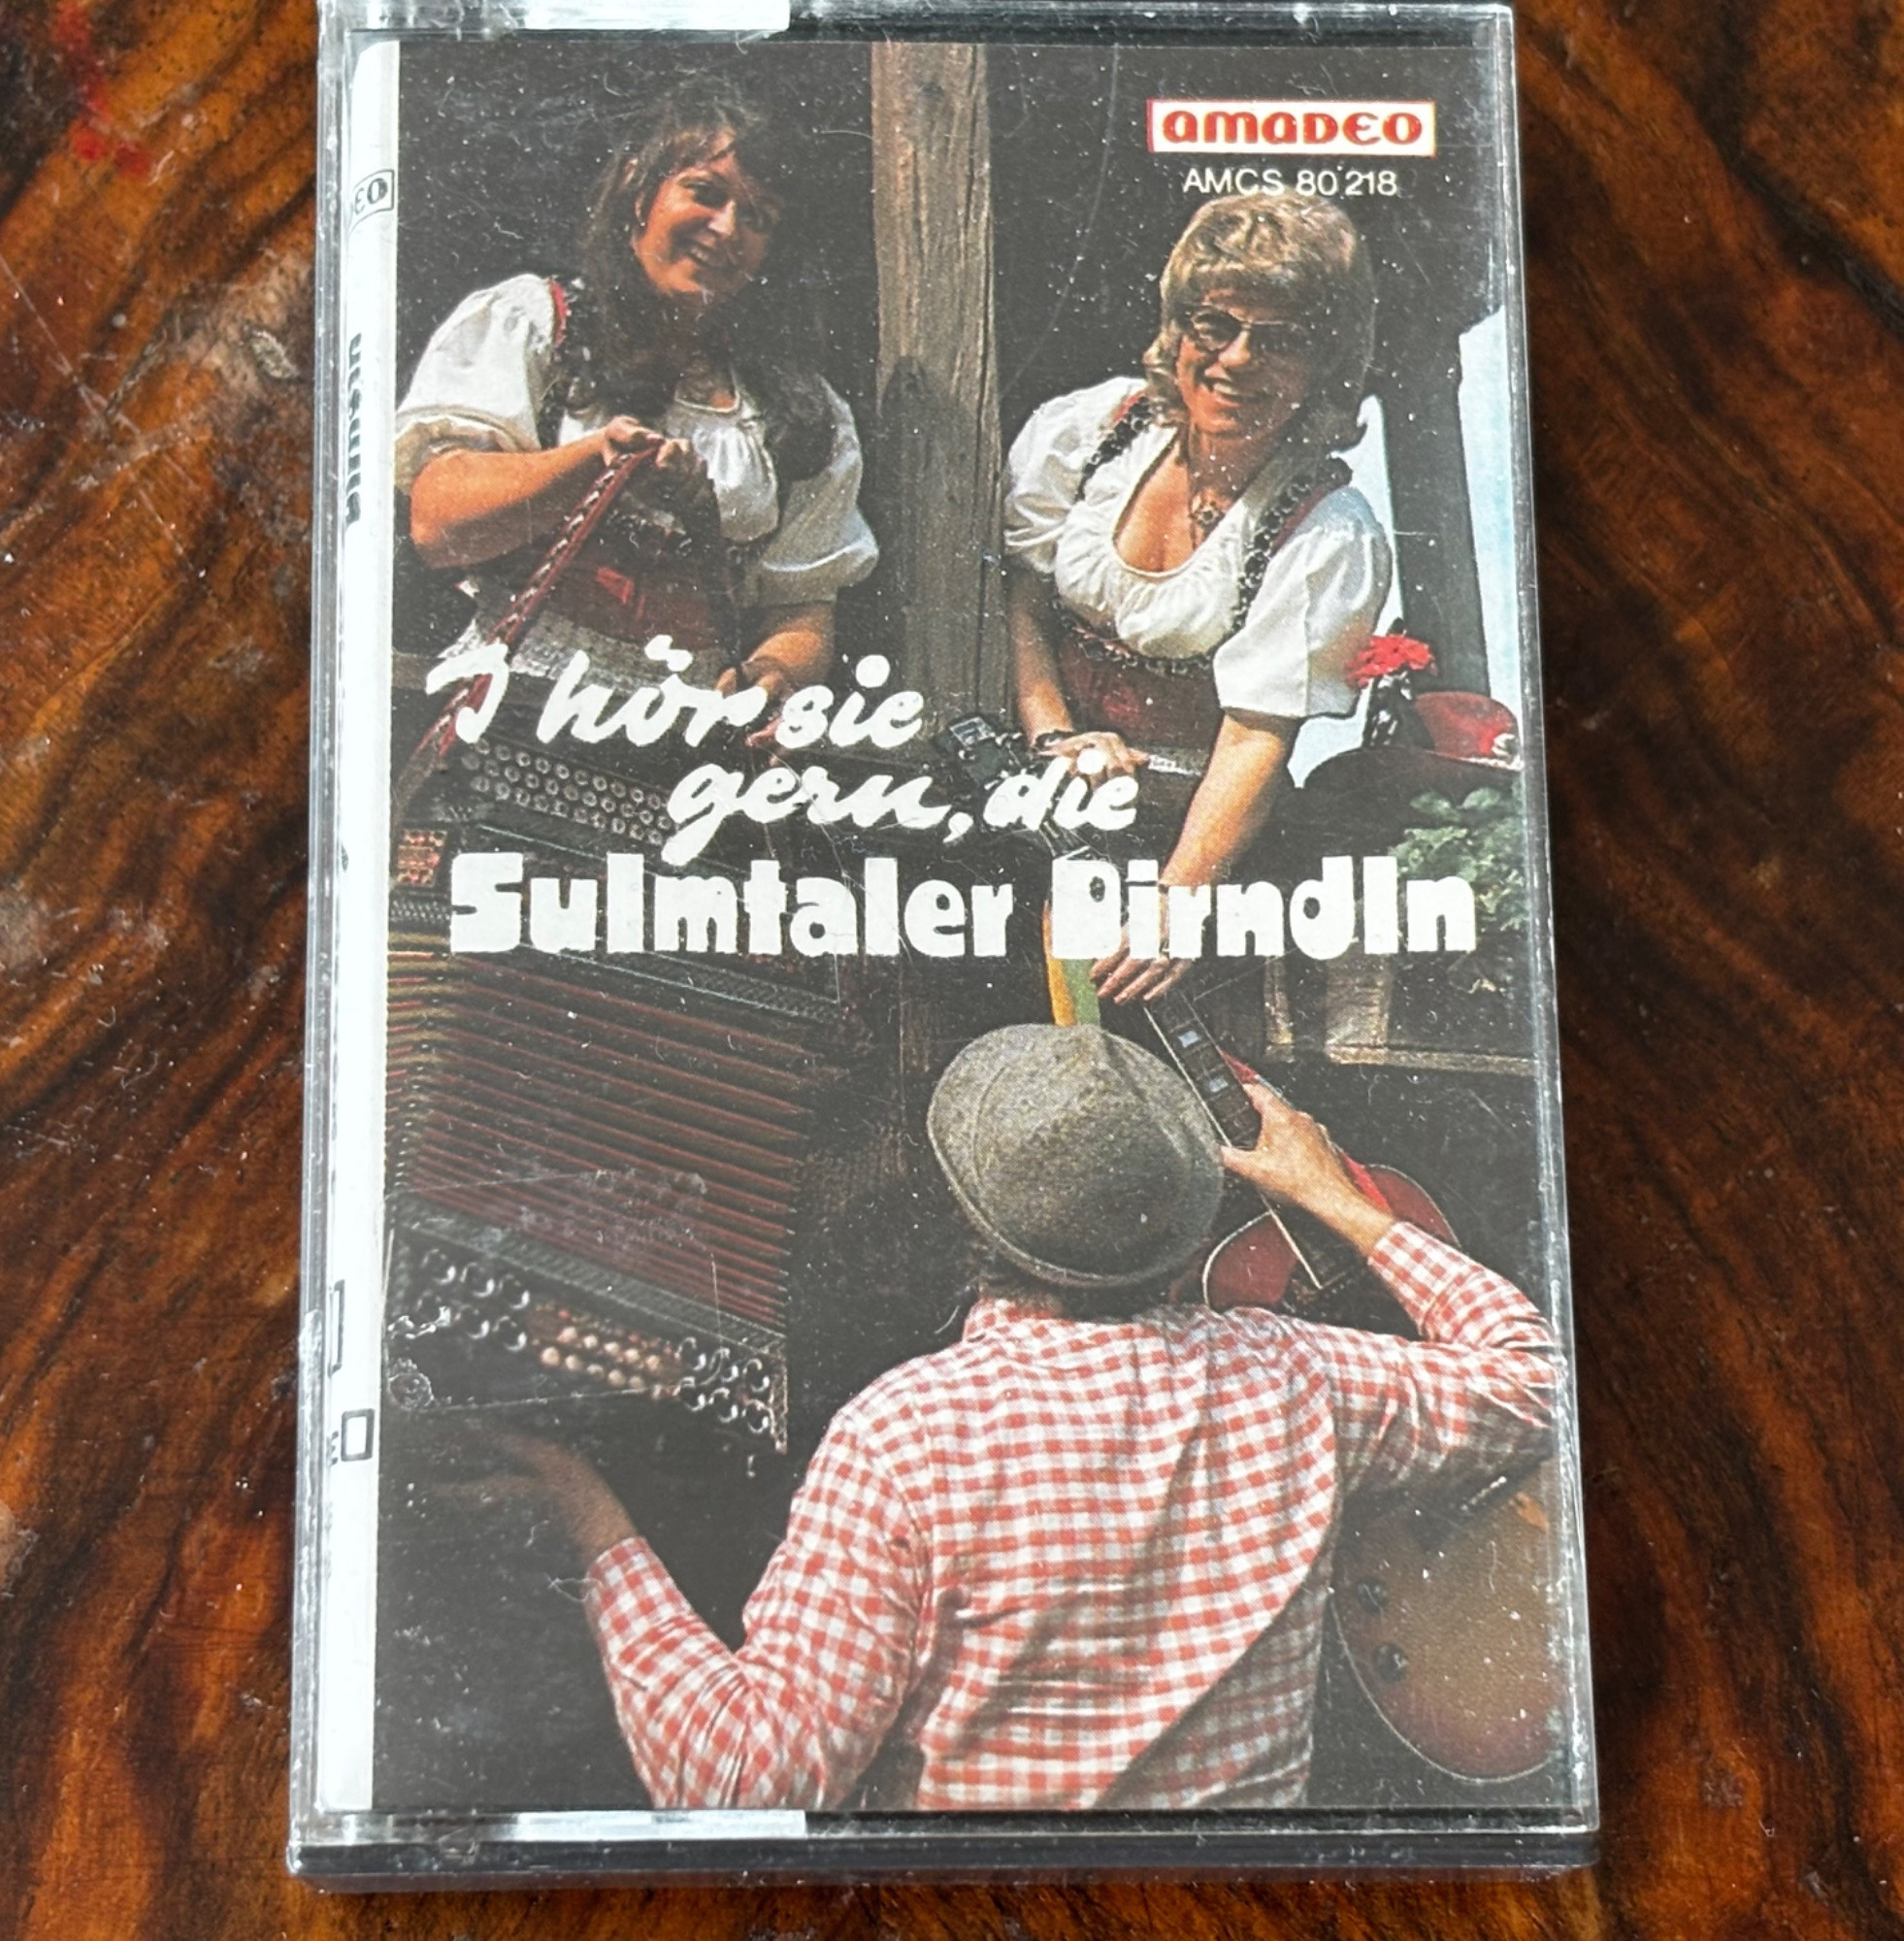 amadeo
AMCS 80 218
J hör sie
gern, die
Sulmtaler Dirndln